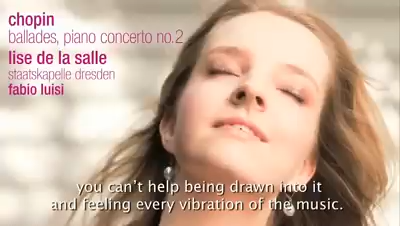 chopin
ballades, piano concerto no.2
lise de la salle
staatskapelle dresden
fabio luisi
you can't help being drawn into it
and feeling every vibration of the music.